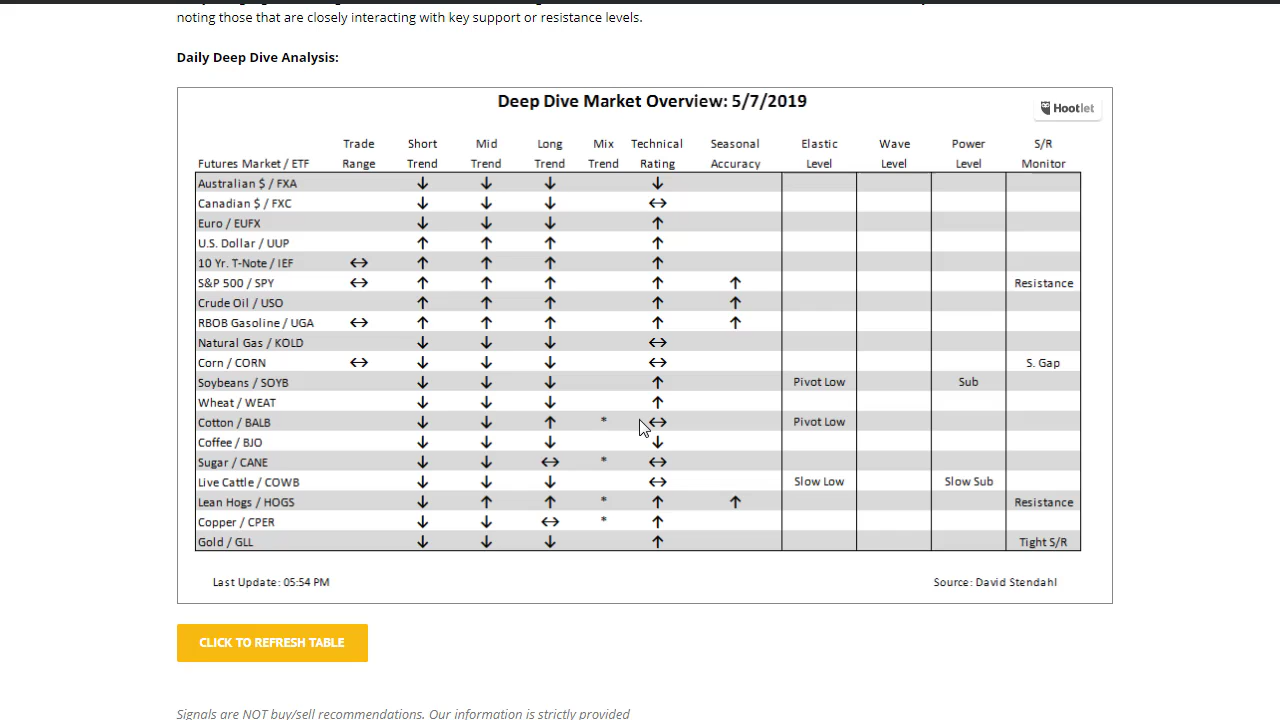 noting those that are closely interacting with key support or resistance levels.
Daily Deep Dive Analysis:
Deep Dive Market Overview: 5/7/2019
Hootlet
Trade Short Mid Long Mix Technical Seasonal Elastic Wave Power S/R
Futures Market / ETF Range Trend Trend Trend Trend Rating Accuracy Level Level Level Monitor
Australian $ / FXA ↓ ↓ ↓ ↓
Canadian $ / FXC ↓ ↓ ↓ ↔
Euro / EUFX ↓ ↓ ↓ ↑
U.S. Dollar / UUP ↑ ↑ ↑ ↑
10 Yr. T-Note / IEF ↔ ↑ ↑ ↑ ↑
S&P 500 / SPY ↔ ↑ ↑ ↑ ↑ ↑ Resistance
Crude Oil / USO ↑ ↑ ↑ ↑ ↑
RBOB Gasoline / UGA ↔ ↑ ↑ ↑ ↑ ↑
Natural Gas / KOLD ↓ ↓ ↓ ↔
Corn / CORN ↔ ↓ ↓ ↓ ↔ S. Gap
Soybeans / SOYB ↓ ↓ ↓ ↑ Pivot Low Sub
Wheat / WEAT ↓ ↓ ↓ ↑
Cotton / BALB ↓ ↓ ↑ * ↔ Pivot Low
Coffee / BJO ↓ ↓ ↓ ↓
Sugar / CANE ↓ ↓ ↔ * ↔
Live Cattle / COWB ↓ ↓ ↓ ↔ Slow Low Slow Sub
Lean Hogs / HOGS ↓ ↑ ↑ * ↑ ↑ Resistance
Copper / CPER ↓ ↓ ↔ * ↑
Gold / GLL ↓ ↓ ↓ ↑ Tight S/R
Last Update: 05:54 PM Source: David Stendahl
CLICK TO REFRESH TABLE
Signals are NOT buy/sell recommendations. Our information is strictly provided